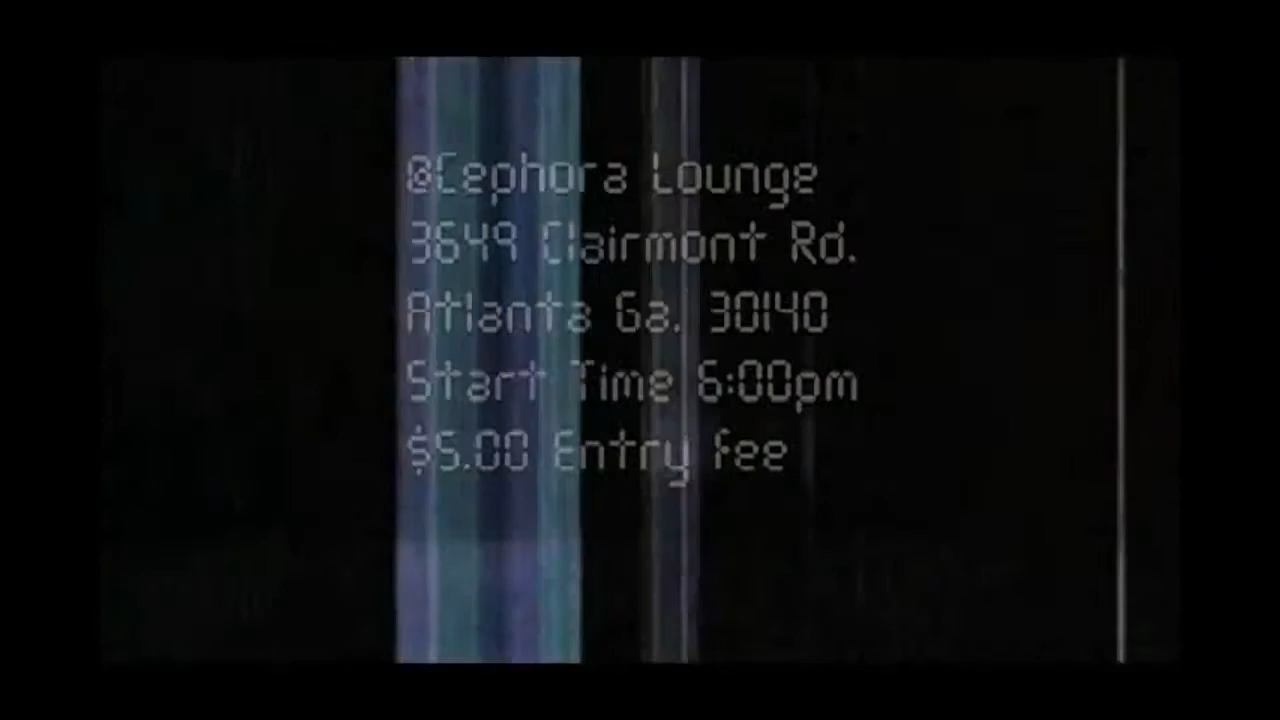 @Cephora Lounge
3649 Clairmont Rd.
Atlanta Ga. 30140
Start Time 6:00pm
$5.00 Entry fee